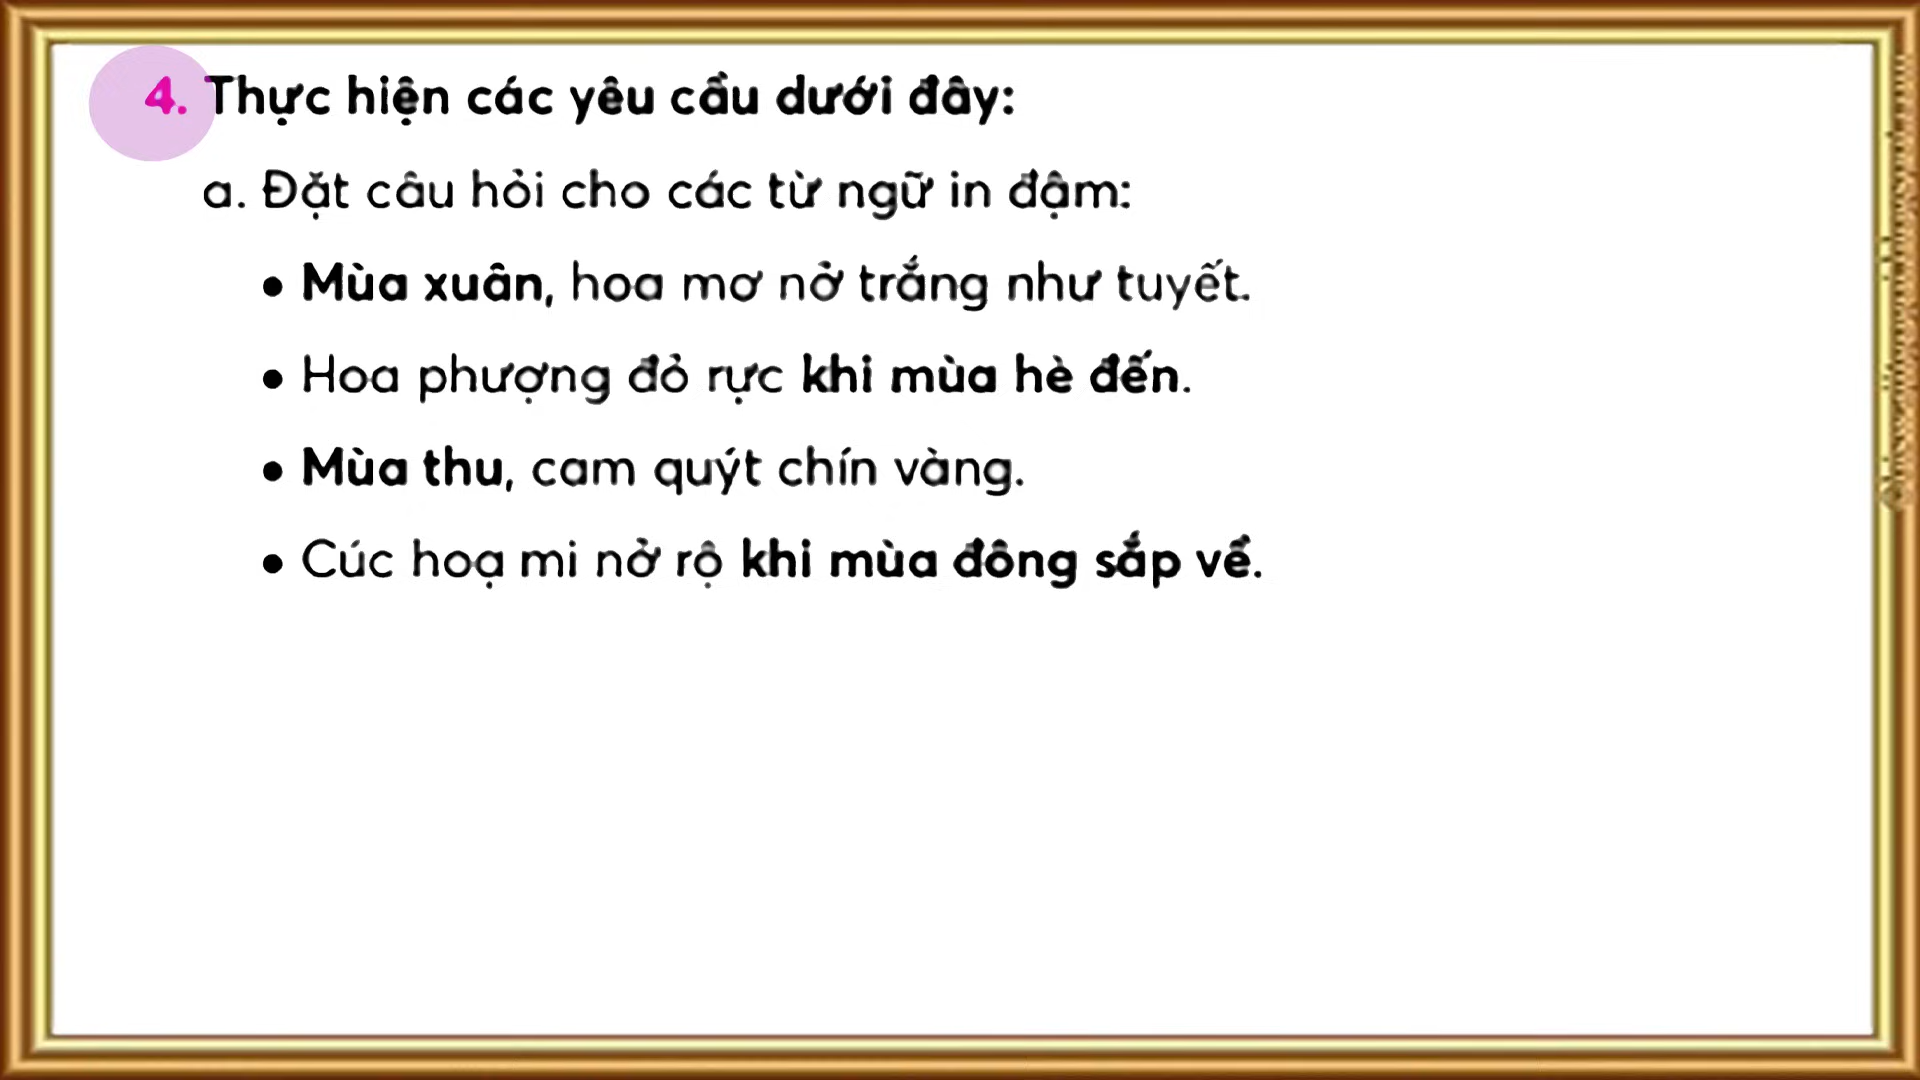 4. Thực hiện các yêu cầu dưới đây:
a. Đặt câu hỏi cho các từ ngữ in đậm:
• Mùa xuân, hoa mơ nở trắng như tuyết.
• Hoa phượng đỏ rực khi mùa hè đến.
• Mùa thu, cam quýt chín vàng.
• Cúc hoạ mi nở rộ khi mùa đông sắp về.